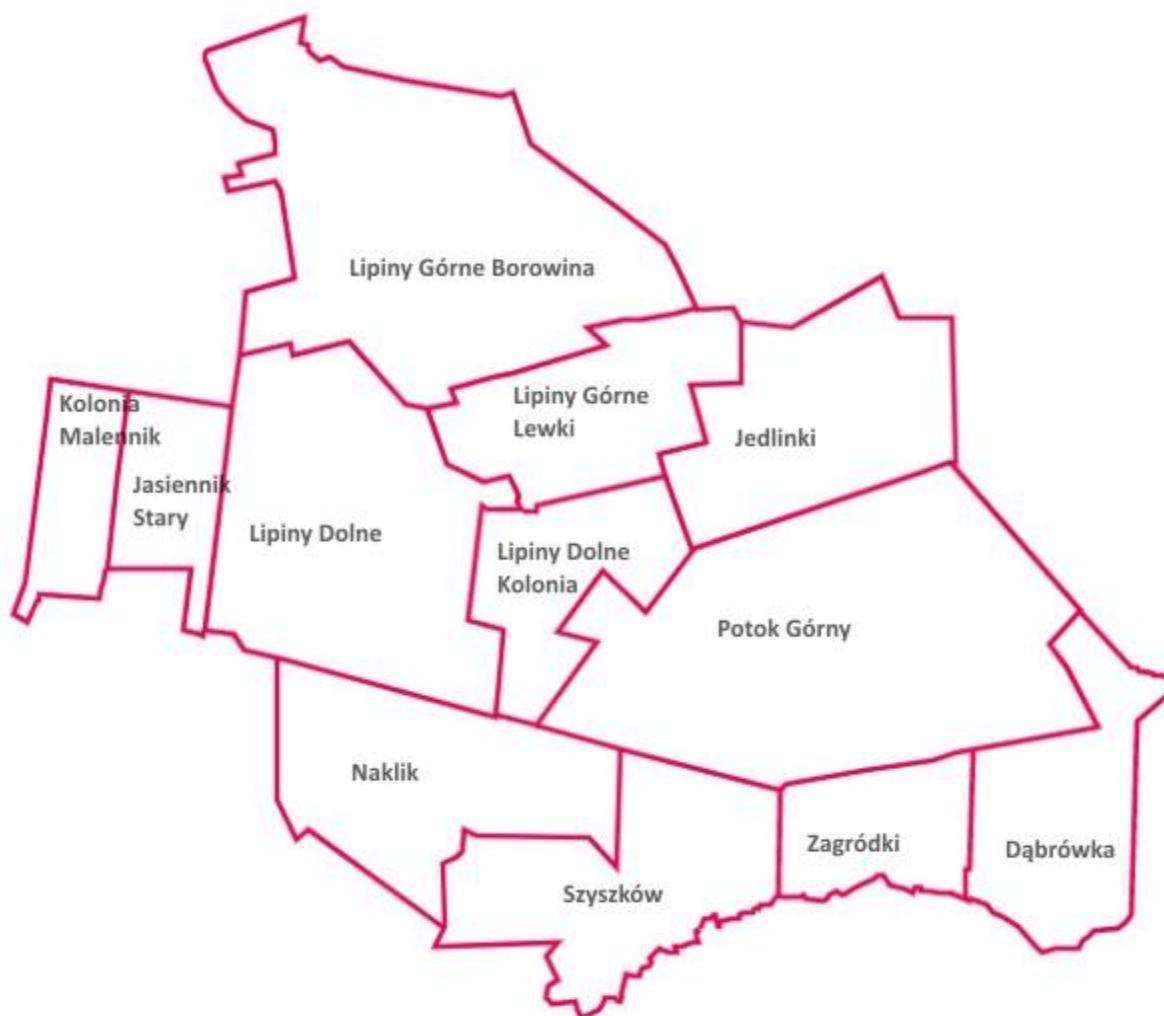 Lipiny Górne Borowina
Kolonia
Malennik
Lipiny Górne
Lewki
Jedlinki
Jasiennik
Stary
Lipiny Dolne
Lipiny Dolne
Kolonia
Potok Górny
Naklik
Zagródki
Dąbrówka
Szyszków